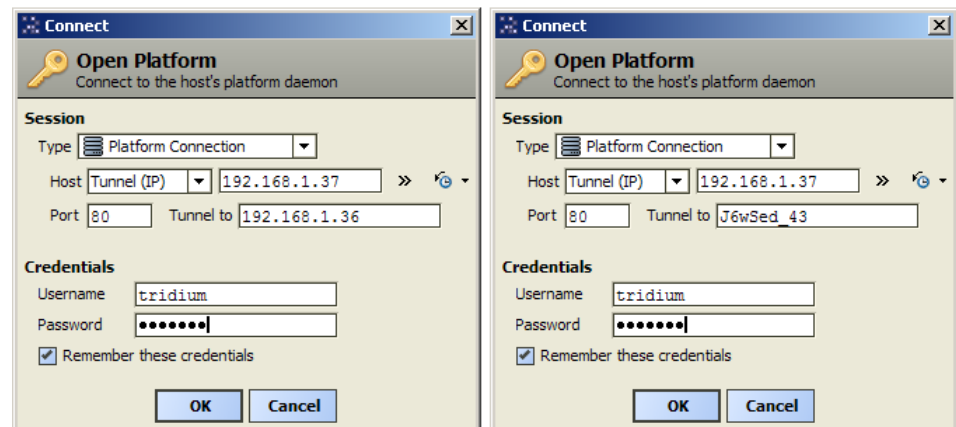 Connect
Open Platform
Connect to the host's platform daemon
Session
Type Platform Connection
Host Tunnel (IP) 192.168.1.37 »
Port 80 Tunnel to 192.168.1.36
Credentials
Username tridium
Password •••••••
Remember these credentials
OK Cancel
Connect
Open Platform
Connect to the host's platform daemon
Session
Type Platform Connection
Host Tunnel (IP) 192.168.1.37 »
Port 80 Tunnel to J6wSed_43
Credentials
Username tridium
Password •••••••
Remember these credentials
OK Cancel